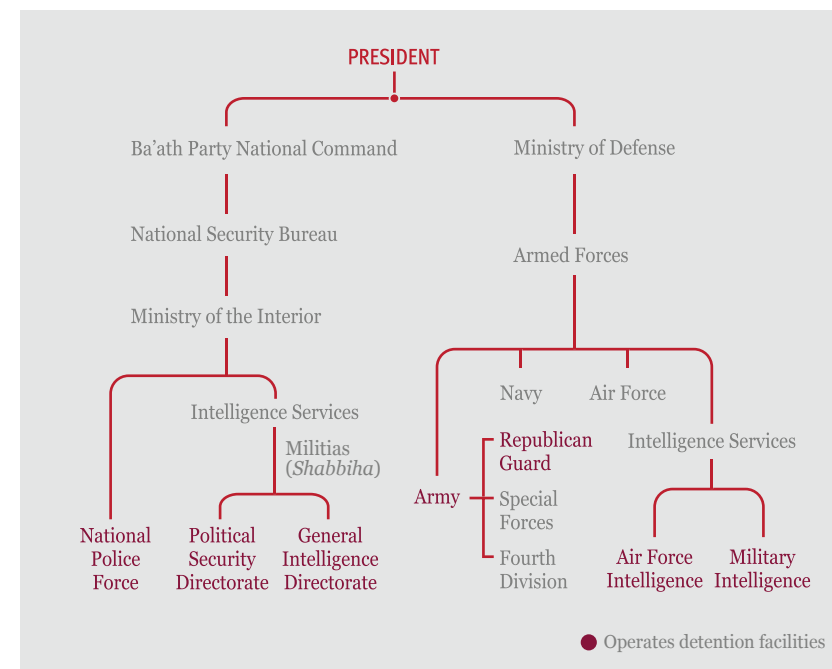 PRESIDENT
Ba'ath Party National Command
Ministry of Defense
National Security Bureau
Armed Forces
Ministry of the Interior
Navy
Air Force
Intelligence Services
Militias
(Shabbiha)
Republican
Guard
Intelligence Services
Army
Special
Forces
National
Police
Force
Political
Security
Directorate
General
Intelligence
Directorate
Fourth
Division
Air Force
Intelligence
Military
Intelligence
Operates detention facilities